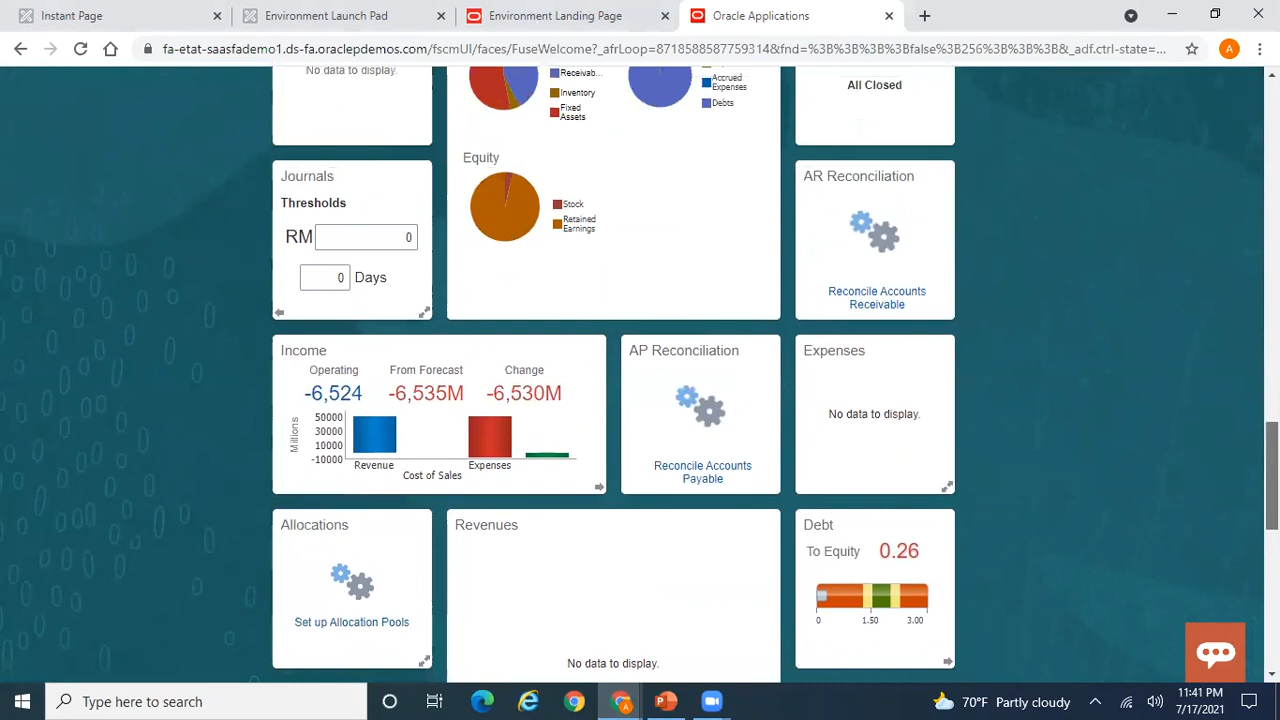 Instant Page
Environment Launch Pad
Environment Landing Page
Oracle Applications
fa-etat-saasfademo1.ds-fa.oraclepdemos.com/fscmUI/faces/FuseWelcome?_afrLoop=8718588587759314&fnd=%3B%3B%3B%3Bfalse%3B256%3B%3B%3B&_adf.ctrl-state=...
A
No data to display.
Receivab...
Inventory
Fixed
Assets
Accrued
Expenses
Debts
All Closed
Journals
Thresholds
RM 0
0 Days
Equity
Stock
Retained
Earnings
AR Reconciliation
Reconcile Accounts
Receivable
Income
Operating From Forecast Change
-6,524 -6,535M -6,530M
Millions
50000
30000
10000
-10000
Revenue Expenses
Cost of Sales
AP Reconciliation
Reconcile Accounts
Payable
Expenses
No data to display.
Allocations
Set up Allocation Pools
Revenues
No data to display.
Debt
To Equity 0.26
0 1.50 3.00
Type here to search
70°F Partly cloudy
11:41 PM
7/17/2021